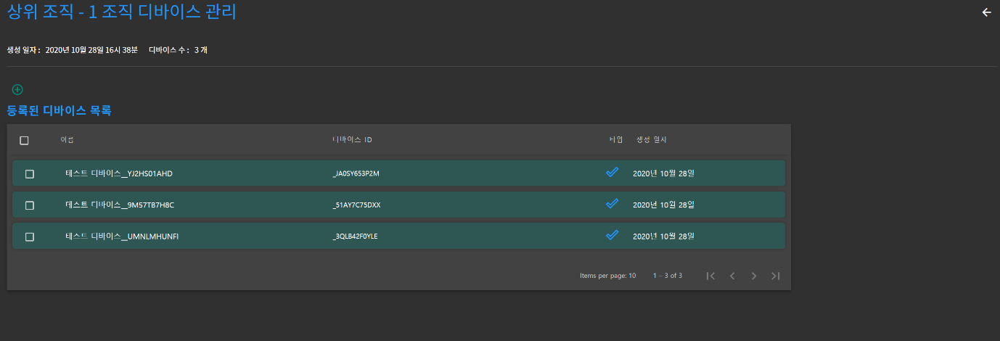 상위 조직 - 1 조직 디바이스 관리
생성 일자 : 2020년 10월 28일 16시 38분 디바이스 수 : 3 개
등록된 디바이스 목록
이름 디바이스 ID 타입 생성 일시
테스트 디바이스__YJ2HS01AHD _JA0SY653P2M 2020년 10월 28일
테스트 디바이스__9M57TB7H8C _51AY7C75DXX 2020년 10월 28일
테스트 디바이스__UMNLMHUNFI _3QLB42F0YLE 2020년 10월 28일
Items per page: 10 1 – 3 of 3